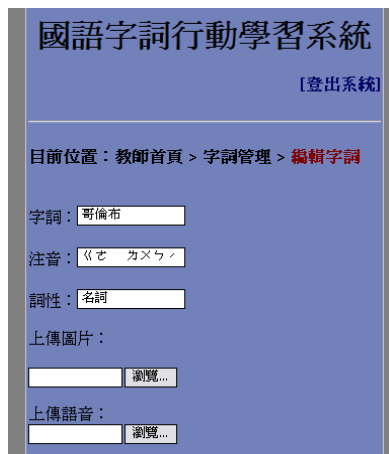 國語字詞行動學習系統
[登出系統]
目前位置：教師首頁 > 字詞管理 > 編輯字詞
字詞：哥倫布
注音：ㄍㄜ　ㄌㄨㄣˊ
詞性：名詞
上傳圖片：
瀏覽...
上傳語音：
瀏覽...